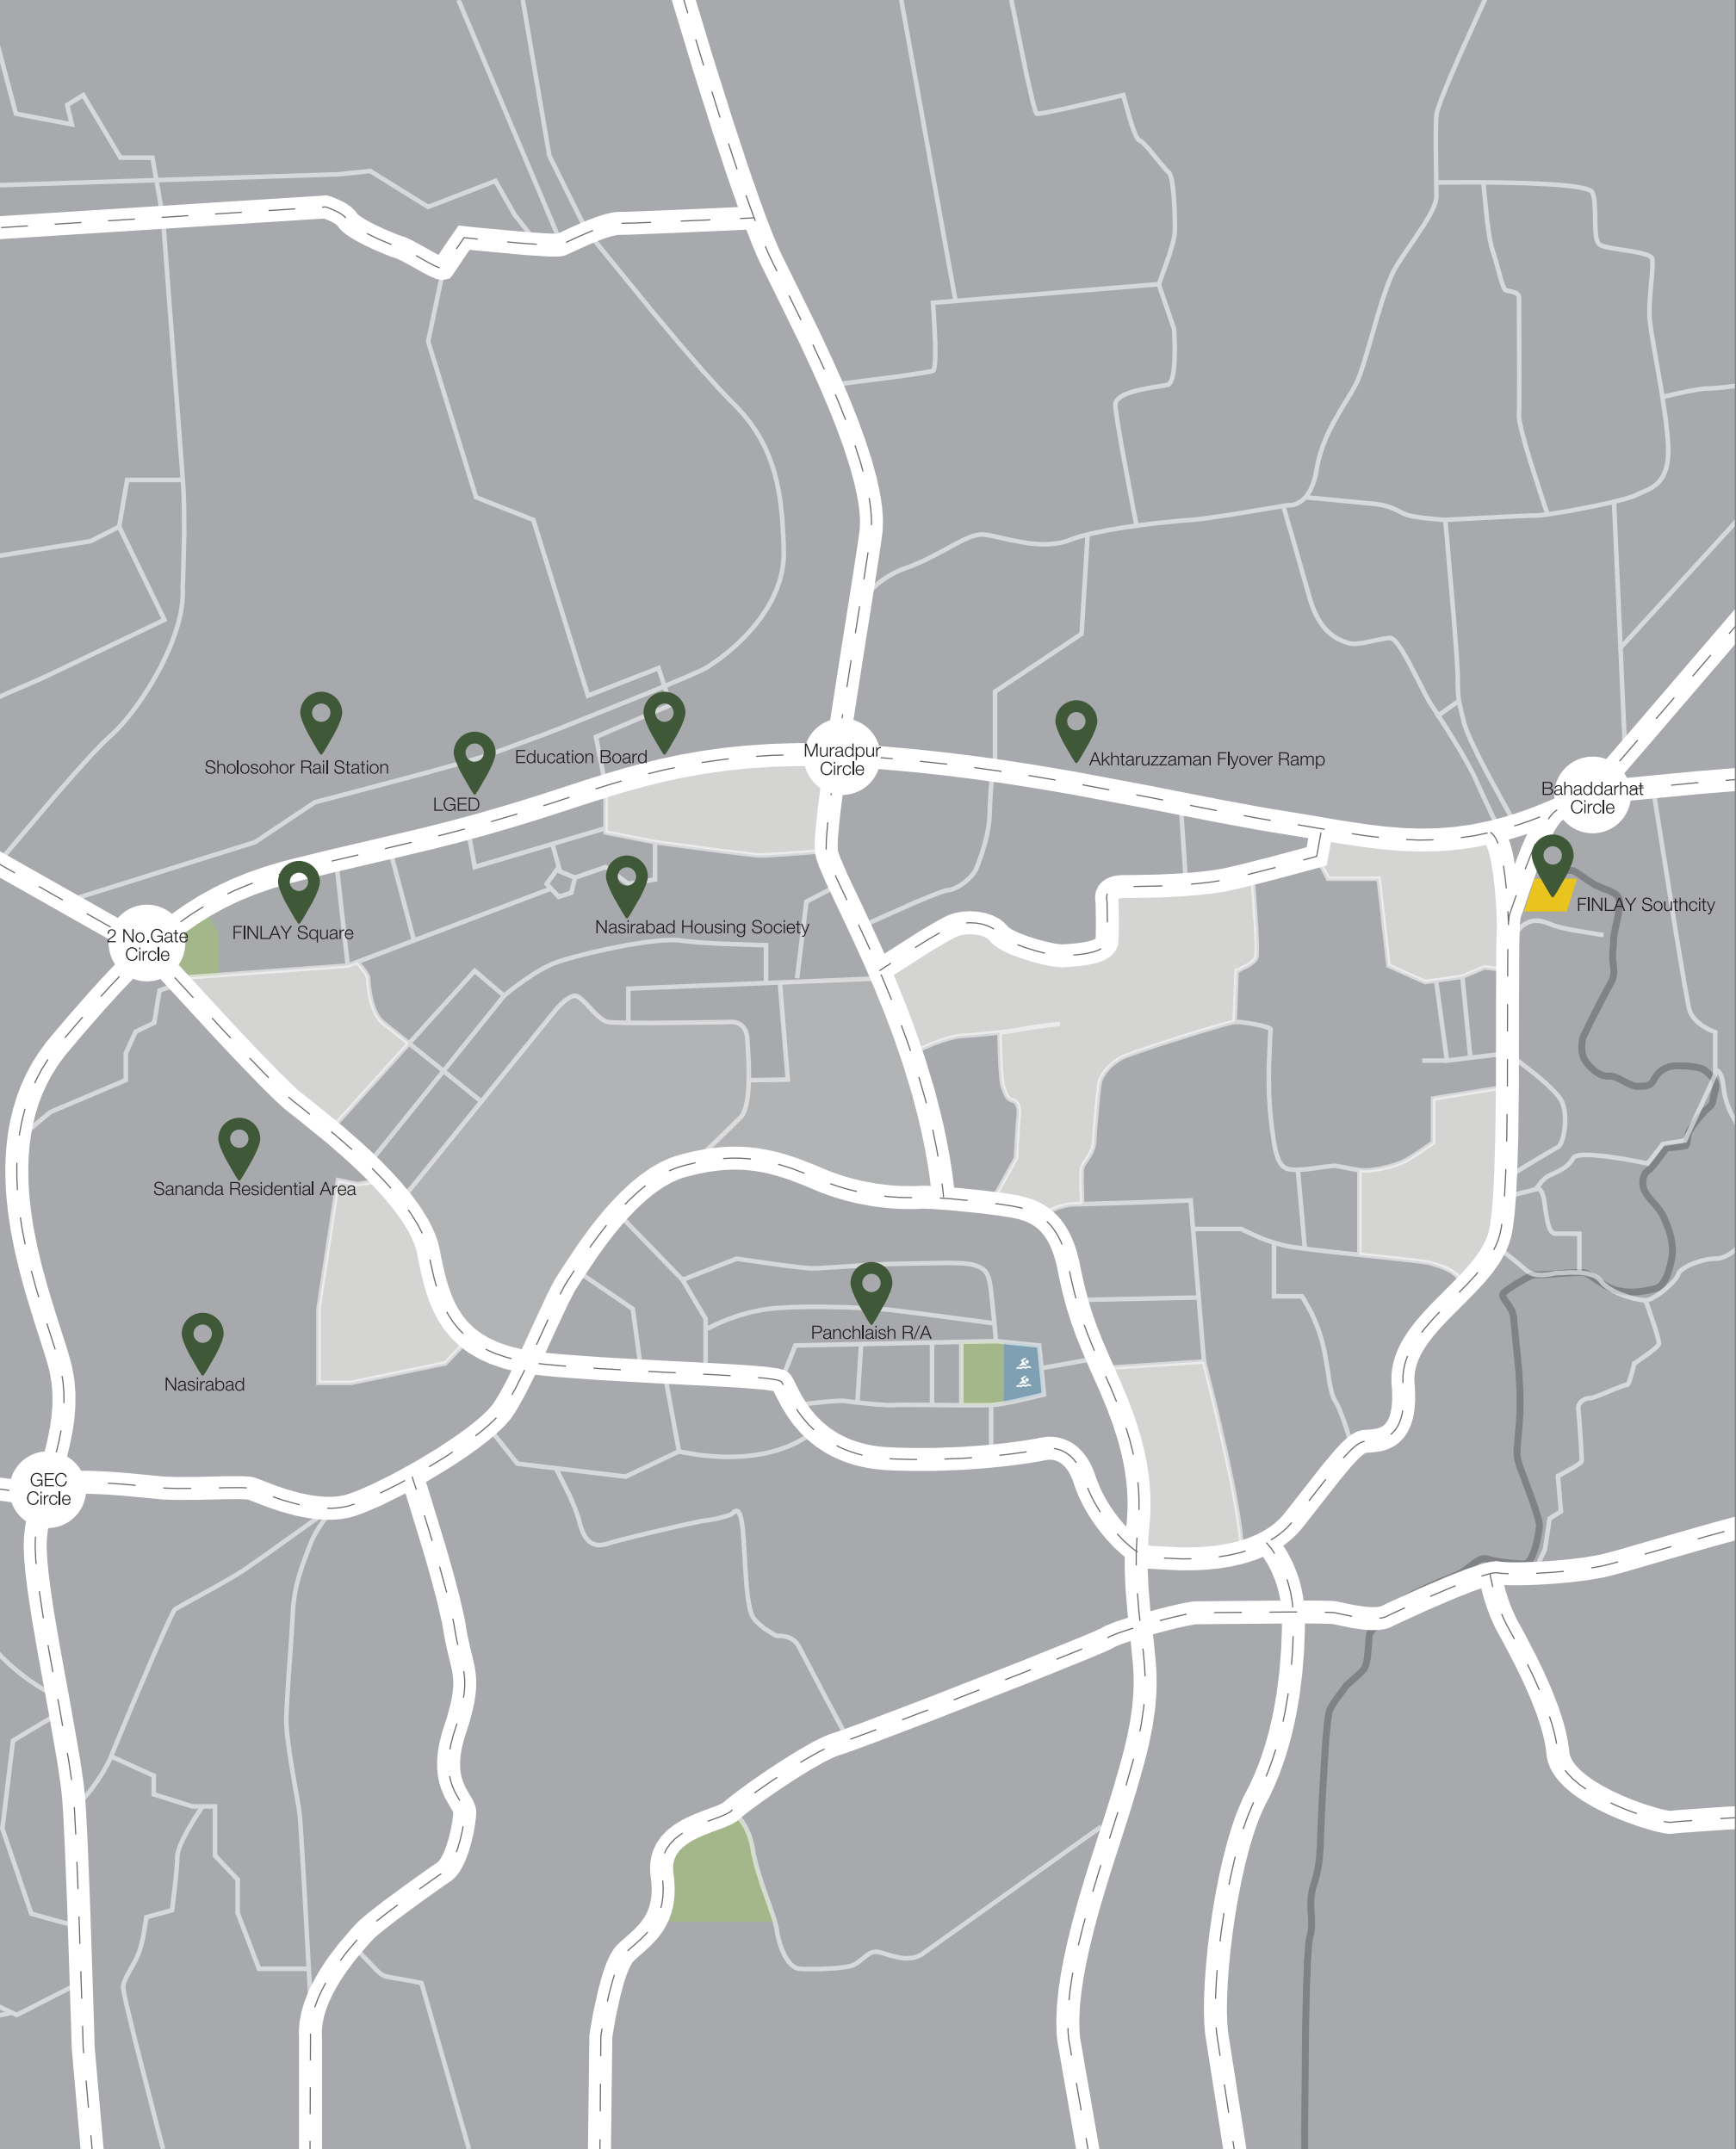 Muradpur
Circle
Education Board
Akhtaruzzaman Flyover Ramp
Sholosohor Rail Station
Bahaddarhat
Circle
LGED
FINLAY Southcity
Nasirabad Housing Society
FINLAY Square
2 No.Gate
Circle
Sananda Residential Area
Panchlaish R/A
Nasirabad
GEC
Circle